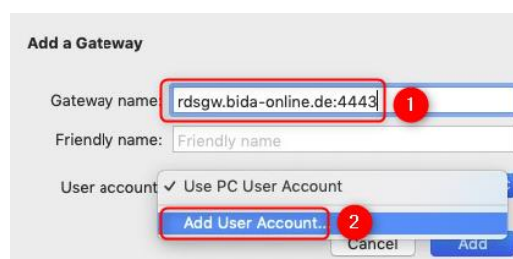 Add a Gateway
Gateway name: rdsgw.bida-online.de:4443 1
Friendly name: Friendly name
User account ✓ Use PC User Account
Add User Account... 2
Cancel Add